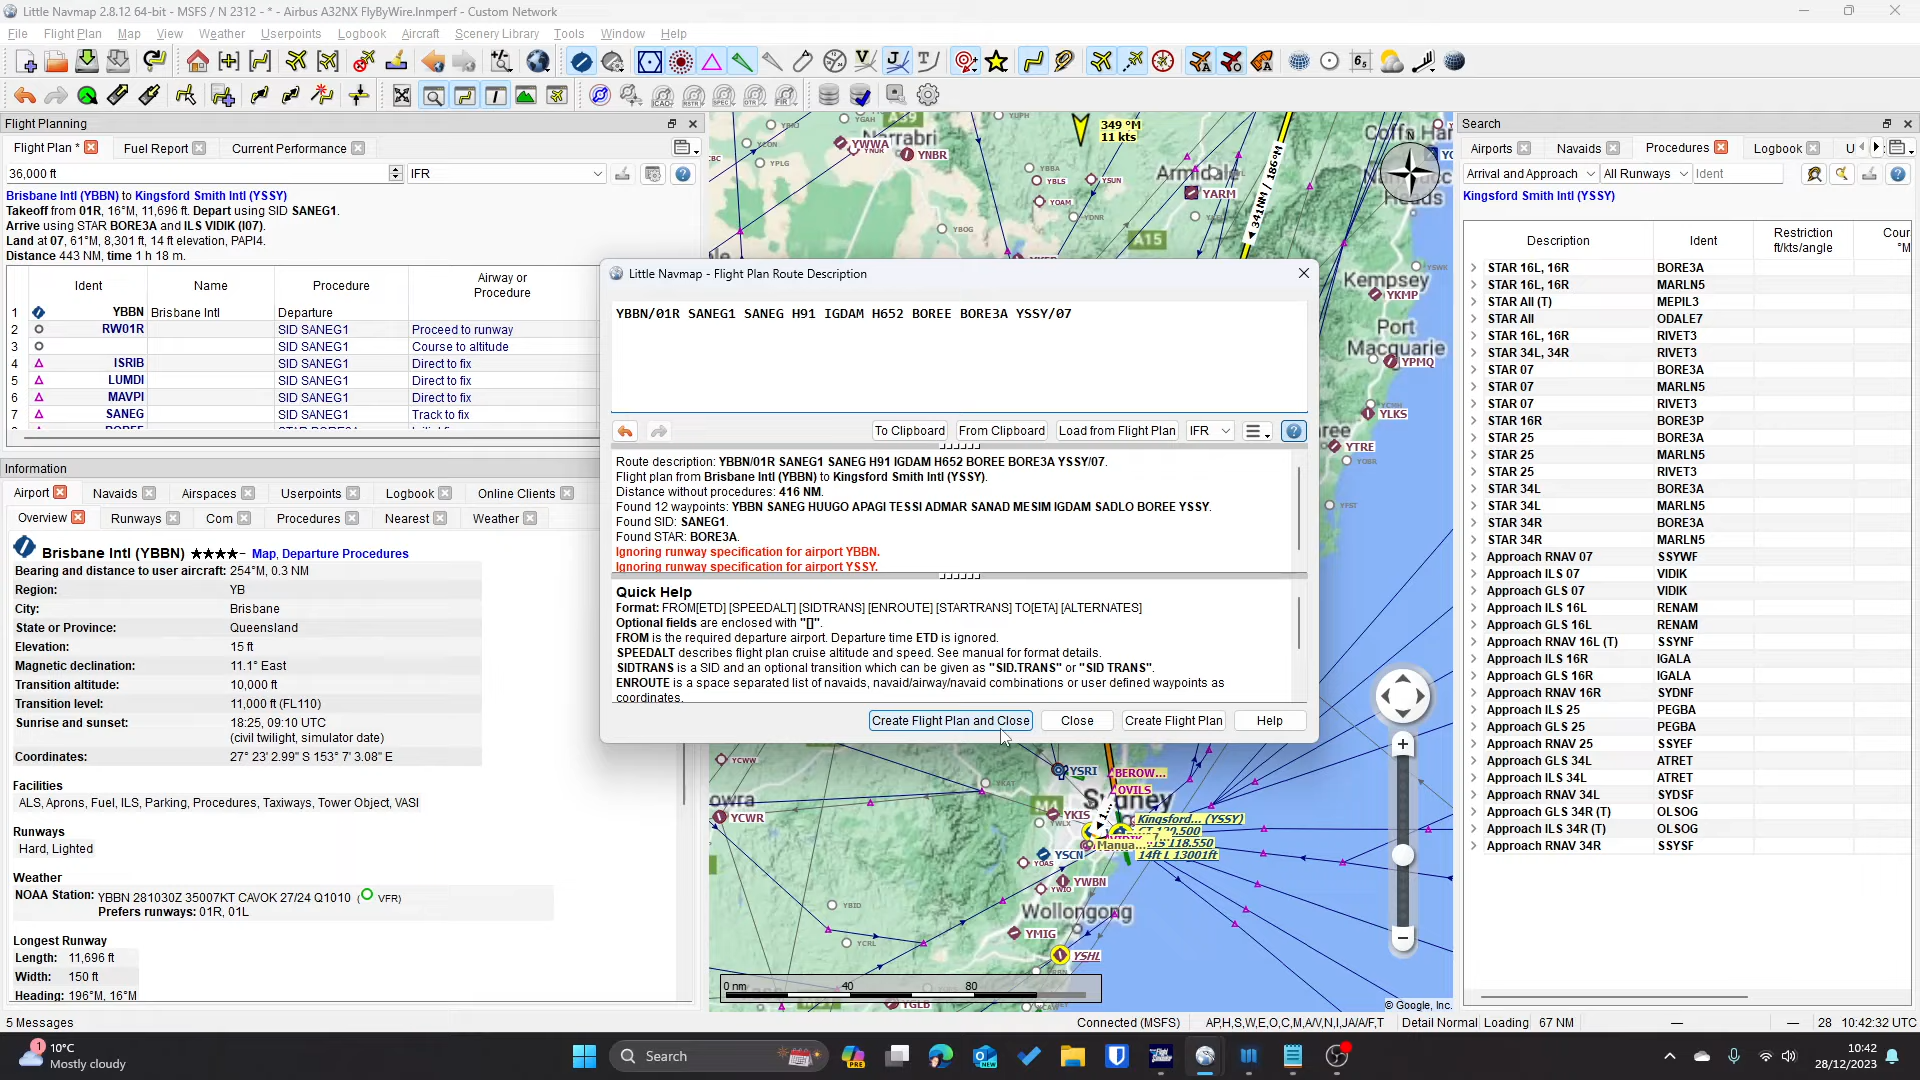 Little Navmap 2.8.12 64-bit - MSFS / N 2312 - * - Airbus A32NX FlyByWire.lnmperf - Custom Network
File Flight Plan Map View Weather Userpoints Logbook Aircraft Scenery Library Tools Window Help
Flight Planning
Flight Plan * Fuel Report Current Performance
36,000 ft IFR
Brisbane Intl (YBBN) to Kingsford Smith Intl (YSSY)
Takeoff from 01R, 16°M, 11,696 ft. Depart using SID SANEG1.
Arrive using STAR BORE3A and ILS VIDIK (I07).
Land at 07, 61°M, 8,301 ft, 14 ft elevation, PAPI4.
Distance 443 NM, time 1 h 18 m.
Ident Name Procedure Airway or Procedure
1 YBBN Brisbane Intl Departure
2 RW01R SID SANEG1 Proceed to runway
3 SID SANEG1 Course to altitude
4 ISRIB SID SANEG1 Direct to fix
5 LUMDI SID SANEG1 Direct to fix
6 MAVPI SID SANEG1 Direct to fix
7 SANEG SID SANEG1 Track to fix
Information
Airport Navaids Airspaces Userpoints Logbook Online Clients
Overview Runways Com Procedures Nearest Weather
Brisbane Intl (YBBN) ★★★★– Map, Departure Procedures
Bearing and distance to user aircraft: 254°M, 0.3 NM
Region: YB
City: Brisbane
State or Province: Queensland
Elevation: 15 ft
Magnetic declination: 11.1° East
Transition altitude: 10,000 ft
Transition level: 11,000 ft (FL110)
Sunrise and sunset: 18:25, 09:10 UTC
(civil twilight, simulator date)
Coordinates: 27° 23' 2.99" S 153° 7' 3.08" E
Facilities
ALS, Aprons, Fuel, ILS, Parking, Procedures, Taxiways, Tower Object, VASI
Runways
Hard, Lighted
Weather
NOAA Station: YBBN 281030Z 35007KT CAVOK 27/24 Q1010 ( VFR)
Prefers runways: 01R, 01L
Longest Runway
Length: 11,696 ft
Width: 150 ft
Heading: 196°M, 16°M
5 Messages
Little Navmap - Flight Plan Route Description
YBBN/01R SANEG1 SANEG H91 IGDAM H652 BOREE BORE3A YSSY/07
To Clipboard From Clipboard Load from Flight Plan IFR
Route description: YBBN/01R SANEG1 SANEG H91 IGDAM H652 BOREE BORE3A YSSY/07.
Flight plan from Brisbane Intl (YBBN) to Kingsford Smith Intl (YSSY).
Distance without procedures: 416 NM.
Found 12 waypoints: YBBN SANEG HUUGO APAGI TESSI ADMAR SANAD MESIM IGDAM SADLO BOREE YSSY.
Found SID: SANEG1.
Found STAR: BORE3A.
Ignoring runway specification for airport YBBN.
Ignoring runway specification for airport YSSY.
Quick Help
Format: FROM[ETD] [SPEEDALT] [SIDTRANS] [ENROUTE] [STARTRANS] TO[ETA] [ALTERNATES]
Optional fields are enclosed with "[]".
FROM is the required departure airport. Departure time ETD is ignored.
SPEEDALT describes flight plan cruise altitude and speed. See manual for format details.
SIDTRANS is a SID and an optional transition which can be given as "SID.TRANS" or "SID TRANS".
ENROUTE is a space separated list of navaids, navaid/airway/navaid combinations or user defined waypoints as
coordinates.
Create Flight Plan and Close Close Create Flight Plan Help
349 °M
11 kts
A39
Narrabri
YWWA
YNBR
YPLG
YBBA
YBLS
YSUN
YOAM
YDNR
YBOG
Armidale
YARM
A15
341NM / 186°M
N
Kempsey
YKMP
Port
Macquarie
YPMQ
YLKS
YTRE
YCWW
YSRI
BEROW...
OVILS
Sydney
M4
YKIS
YCWR
Kingsford... (YSSY)
118.550
14ft L 13001ft
Manua...
YSCN
YOAS
YWBN
YWIO
YBID
Wollongong
YCRL
YMIG
YSHL
YGLB
0 nm 40 80
© Google, Inc.
Search
Airports Navaids Procedures Logbook U
Arrival and Approach All Runways Ident
Kingsford Smith Intl (YSSY)
Description Ident Restriction ft/kts/angle Cour °M
STAR 16L, 16R BORE3A
STAR 16L, 16R MARLN5
STAR All (T) MEPIL3
STAR All ODALE7
STAR 16L, 16R RIVET3
STAR 34L, 34R RIVET3
STAR 07 BORE3A
STAR 07 MARLN5
STAR 07 RIVET3
STAR 16R BORE3P
STAR 25 BORE3A
STAR 25 MARLN5
STAR 25 RIVET3
STAR 34L BORE3A
STAR 34L MARLN5
STAR 34R BORE3A
STAR 34R MARLN5
Approach RNAV 07 SSYWF
Approach ILS 07 VIDIK
Approach GLS 07 VIDIK
Approach ILS 16L RENAM
Approach GLS 16L RENAM
Approach RNAV 16L (T) SSYNF
Approach ILS 16R IGALA
Approach GLS 16R IGALA
Approach RNAV 16R SYDNF
Approach ILS 25 PEGBA
Approach GLS 25 PEGBA
Approach RNAV 25 SSYEF
Approach GLS 34L ATRET
Approach ILS 34L ATRET
Approach RNAV 34L SYDSF
Approach GLS 34R (T) OLSOG
Approach ILS 34R (T) OLSOG
Approach RNAV 34R SSYSF
Connected (MSFS) AP,H,S,W,E,O,C,M,A/V,N,I,JA/A/F,T Detail Normal Loading 67 NM — — 28 10:42:32 UTC
1 10°C
Mostly cloudy
Search
10:42
28/12/2023